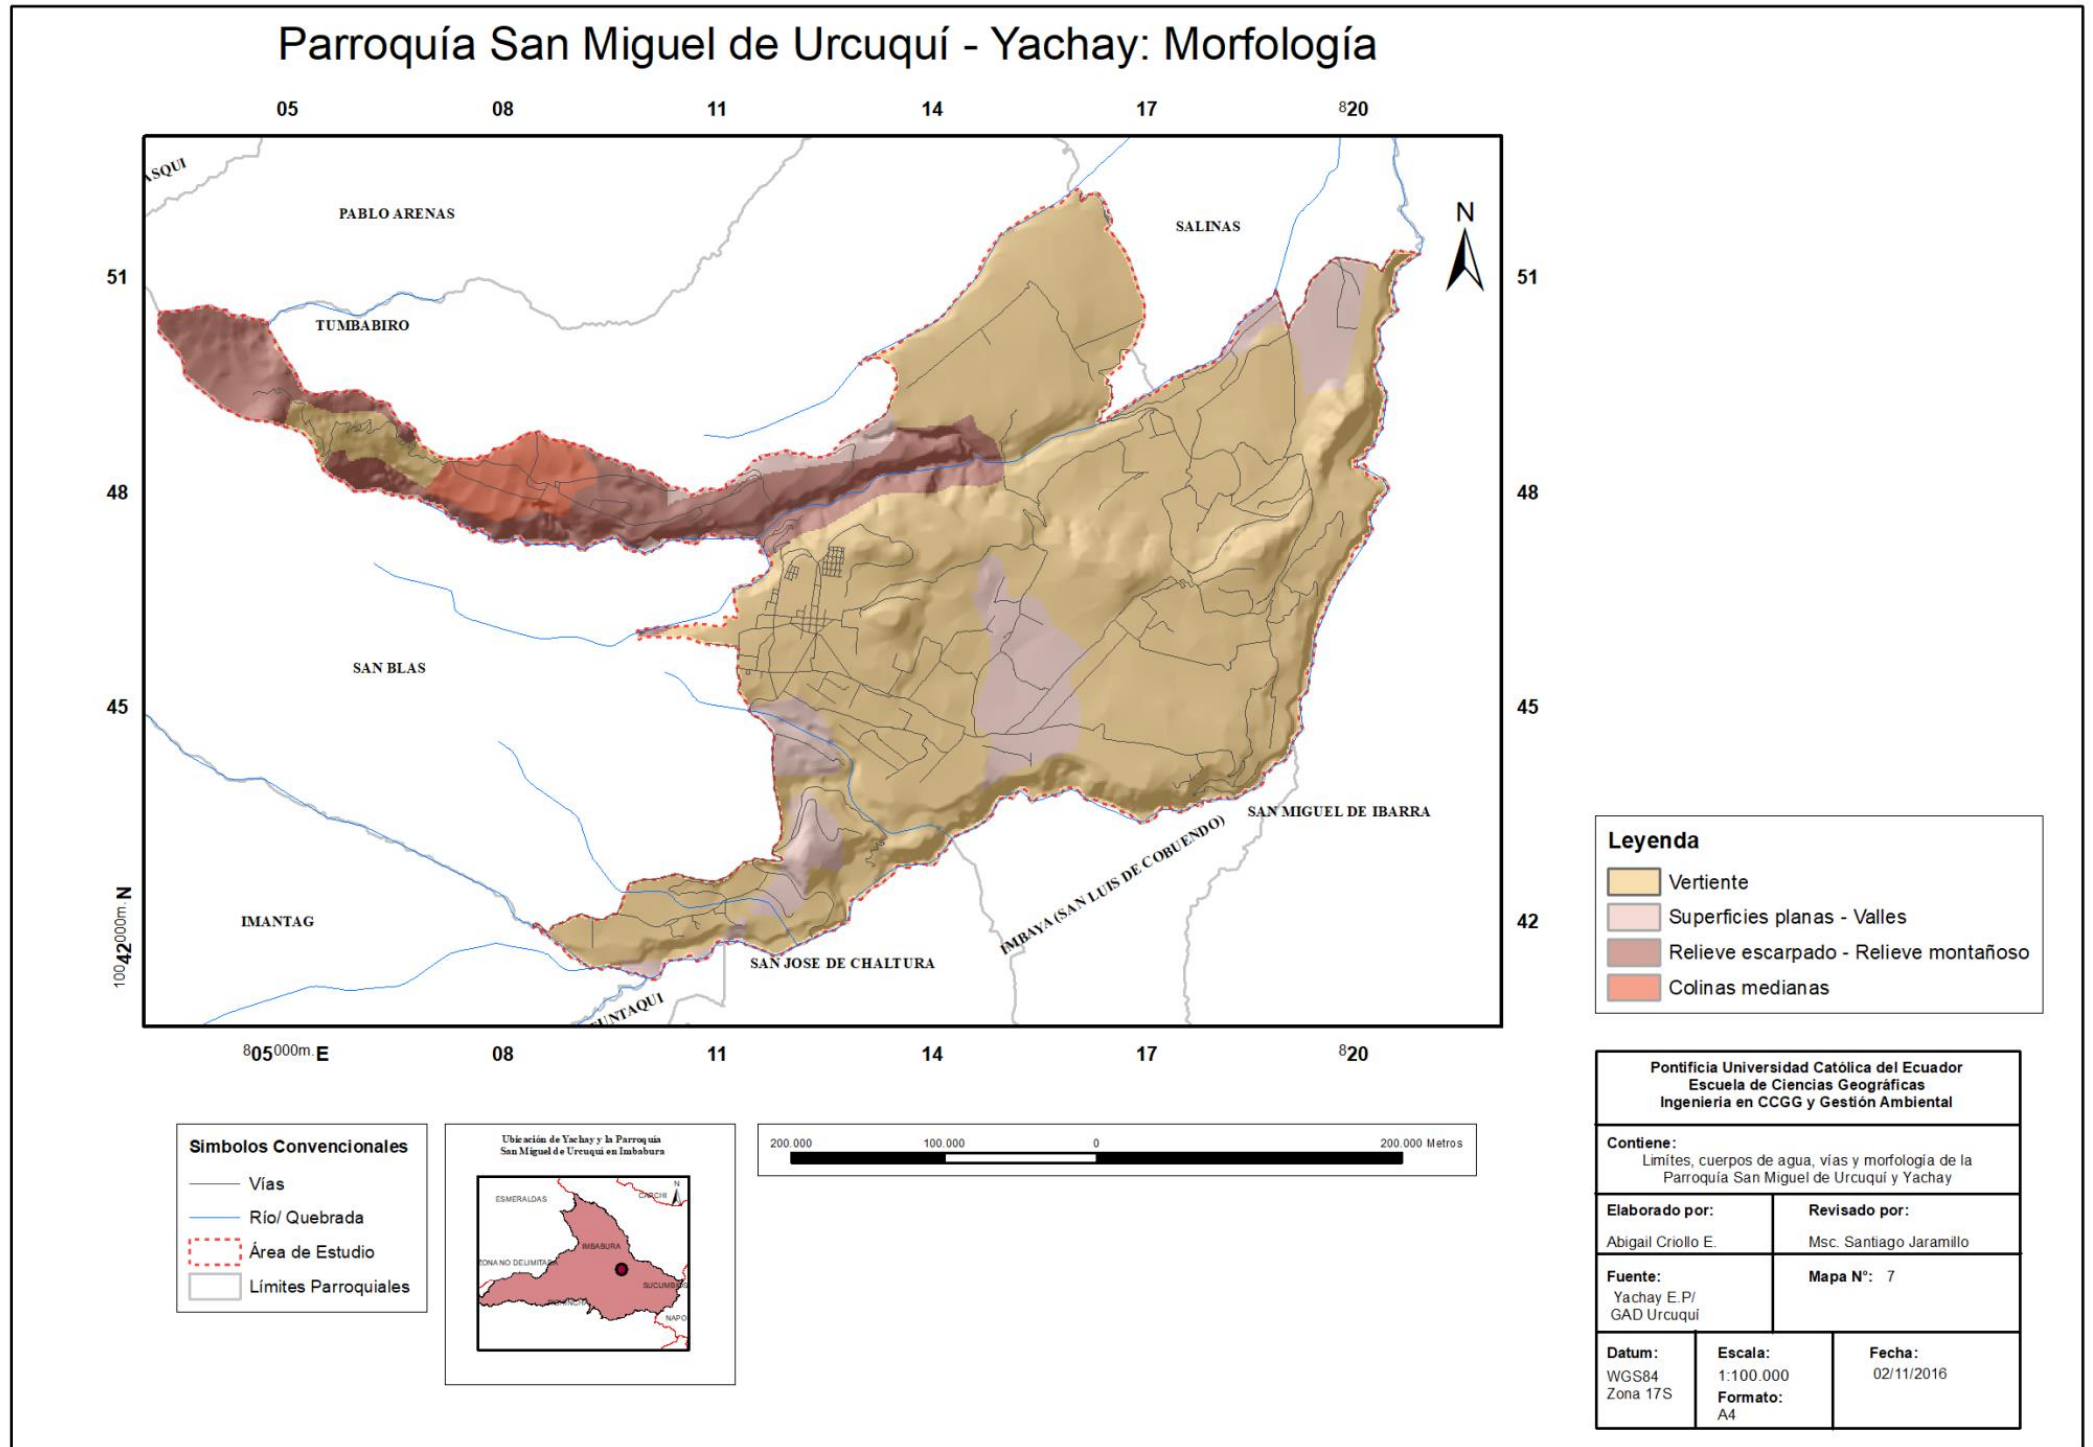 Parroquía San Miguel de Urcuquí - Yachay: Morfología
05 08 11 14 17 820
51 51
48 48
45 45
42
10042000m. N
805000m. E 08 11 14 17 820
PABLO ARENAS
SALINAS
TUMBABIRO
SAN BLAS
SAN MIGUEL DE IBARRA
IMBAYA (SAN LUIS DE COBUENDO)
IMANTAG
SAN JOSE DE CHALTURA
N
Leyenda
Vertiente
Superficies planas - Valles
Relieve escarpado - Relieve montañoso
Colinas medianas
Simbolos Convencionales
Vías
Río/ Quebrada
Área de Estudio
Límites Parroquiales
Ubicación de Yachay y la Parroquia
San Miguel de Urcuqui en Imbabura
ESMERALDAS
CARCHI
N
IMBABURA
SUCUMBIOS
NAPO
200.000 100.000 0 200.000 Metros
Pontificia Universidad Católica del Ecuador
Escuela de Ciencias Geográficas
Ingenieria en CCGG y Gestión Ambiental
Contiene:
Limítes, cuerpos de agua, vías y morfología de la
Parroquía San Miguel de Urcuquí y Yachay
Elaborado por:
Abigail Criollo E.
Revisado por:
Msc. Santiago Jaramillo
Fuente:
Yachay E.P/
GAD Urcuquí
Mapa N°: 7
Datum:
WGS84
Zona 17S
Escala:
1:100.000
Formato:
A4
Fecha:
02/11/2016